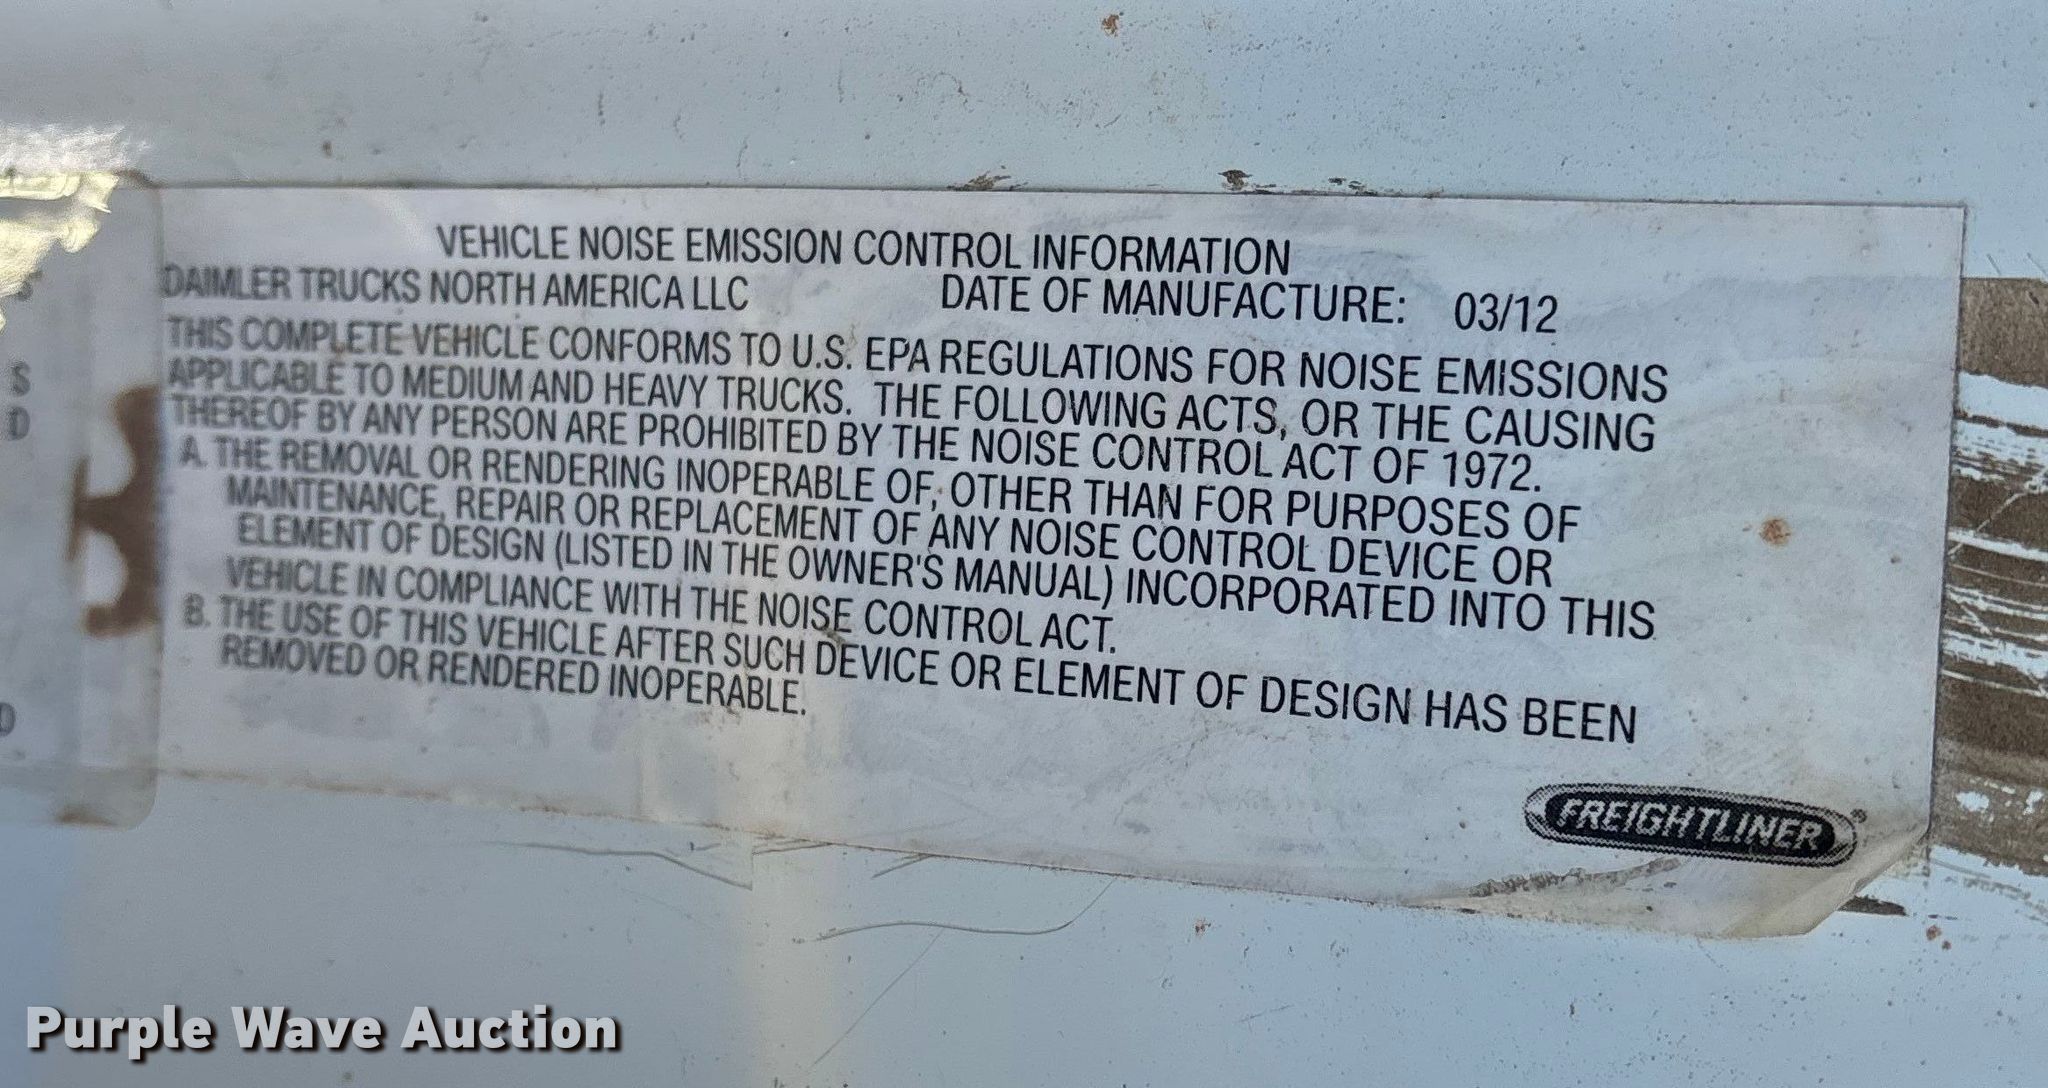 VEHICLE NOISE EMISSION CONTROL INFORMATION
DAIMLER TRUCKS NORTH AMERICA LLC DATE OF MANUFACTURE: 03/12
THIS COMPLETE VEHICLE CONFORMS TO U.S. EPA REGULATIONS FOR NOISE EMISSIONS
APPLICABLE TO MEDIUM AND HEAVY TRUCKS. THE FOLLOWING ACTS, OR THE CAUSING
THEREOF BY ANY PERSON ARE PROHIBITED BY THE NOISE CONTROL ACT OF 1972.
A. THE REMOVAL OR RENDERING INOPERABLE OF, OTHER THAN FOR PURPOSES OF
MAINTENANCE, REPAIR OR REPLACEMENT OF ANY NOISE CONTROL DEVICE OR
ELEMENT OF DESIGN (LISTED IN THE OWNER'S MANUAL) INCORPORATED INTO THIS
VEHICLE IN COMPLIANCE WITH THE NOISE CONTROL ACT.
B. THE USE OF THIS VEHICLE AFTER SUCH DEVICE OR ELEMENT OF DESIGN HAS BEEN
REMOVED OR RENDERED INOPERABLE.
FREIGHTLINER®
S
D
D
Purple Wave Auction